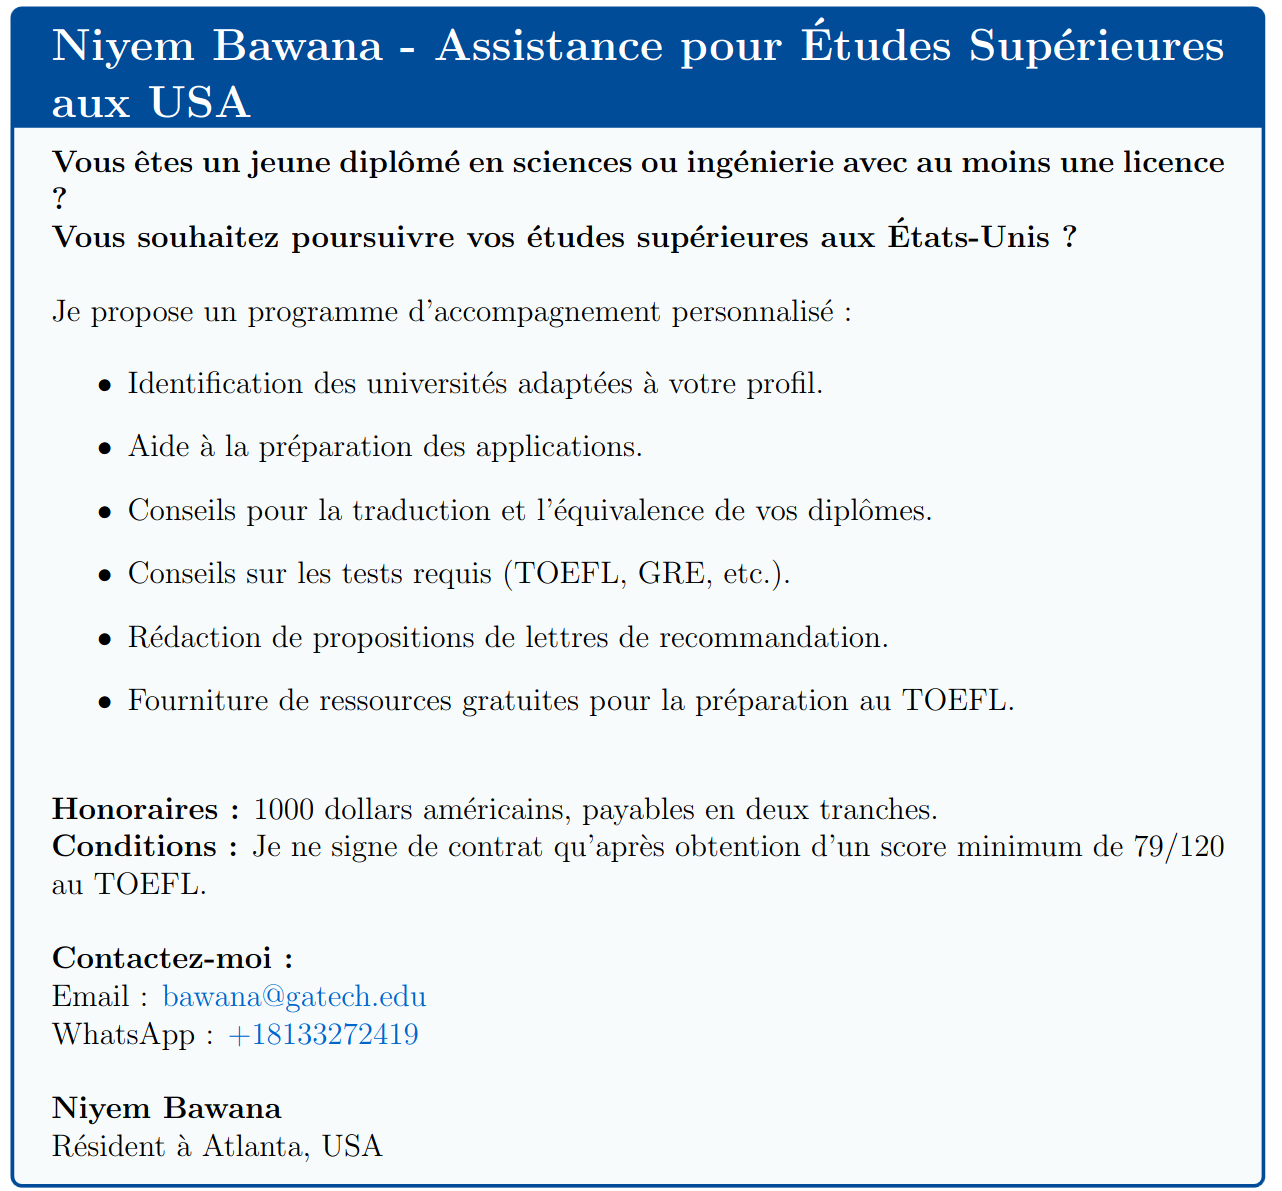 Niyem Bawana - Assistance pour Études Supérieures
aux USA
Vous êtes un jeune diplômé en sciences ou ingénierie avec au moins une licence
?
Vous souhaitez poursuivre vos études supérieures aux États-Unis ?
Je propose un programme d'accompagnement personnalisé :
• Identification des universités adaptées à votre profil.
• Aide à la préparation des applications.
• Conseils pour la traduction et l'équivalence de vos diplômes.
• Conseils sur les tests requis (TOEFL, GRE, etc.).
• Rédaction de propositions de lettres de recommandation.
• Fourniture de ressources gratuites pour la préparation au TOEFL.
Honoraires : 1000 dollars américains, payables en deux tranches.
Conditions : Je ne signe de contrat qu'après obtention d'un score minimum de 79/120
au TOEFL.
Contactez-moi :
Email : bawana@gatech.edu
WhatsApp : +18133272419
Niyem Bawana
Résident à Atlanta, USA